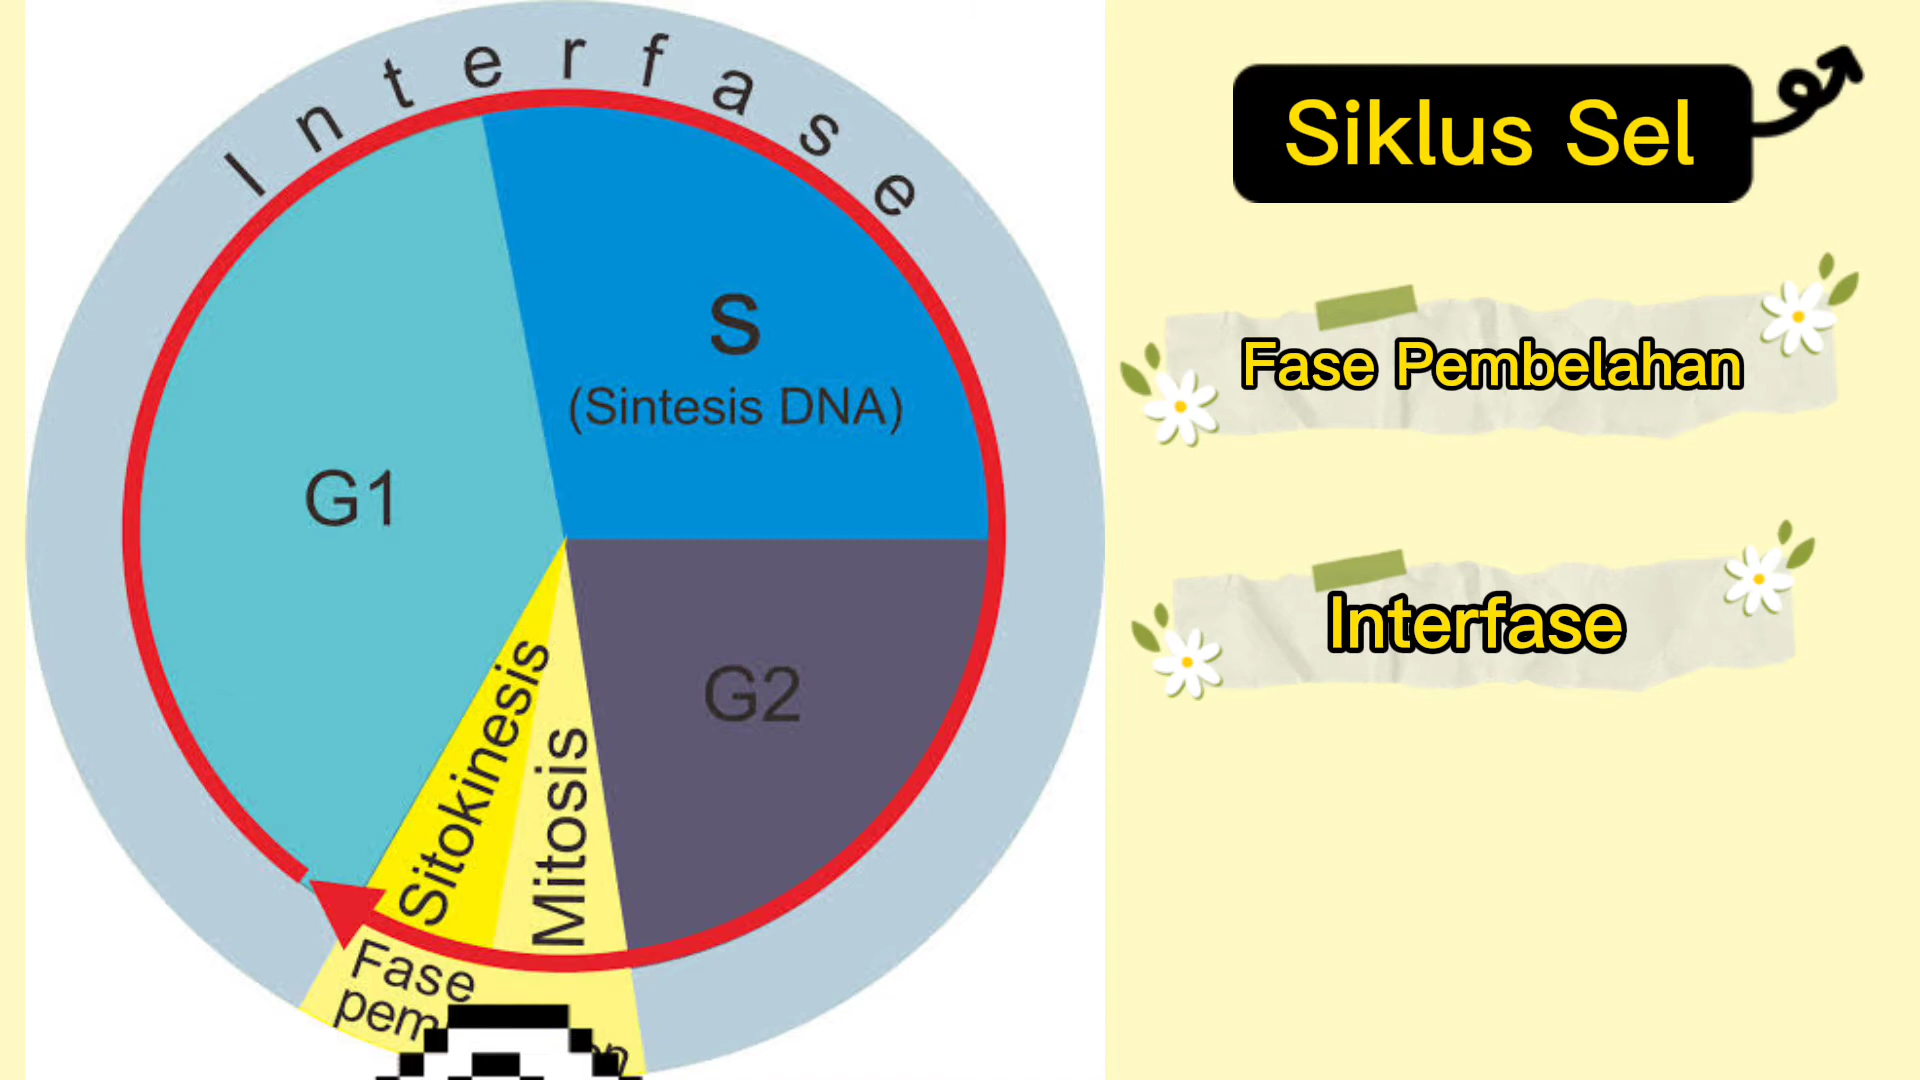 Interfase
S
(Sintesis DNA)
G1
G2
Sitokinesis
Mitosis
Fase
Siklus Sel
Fase Pembelahan
Interfase